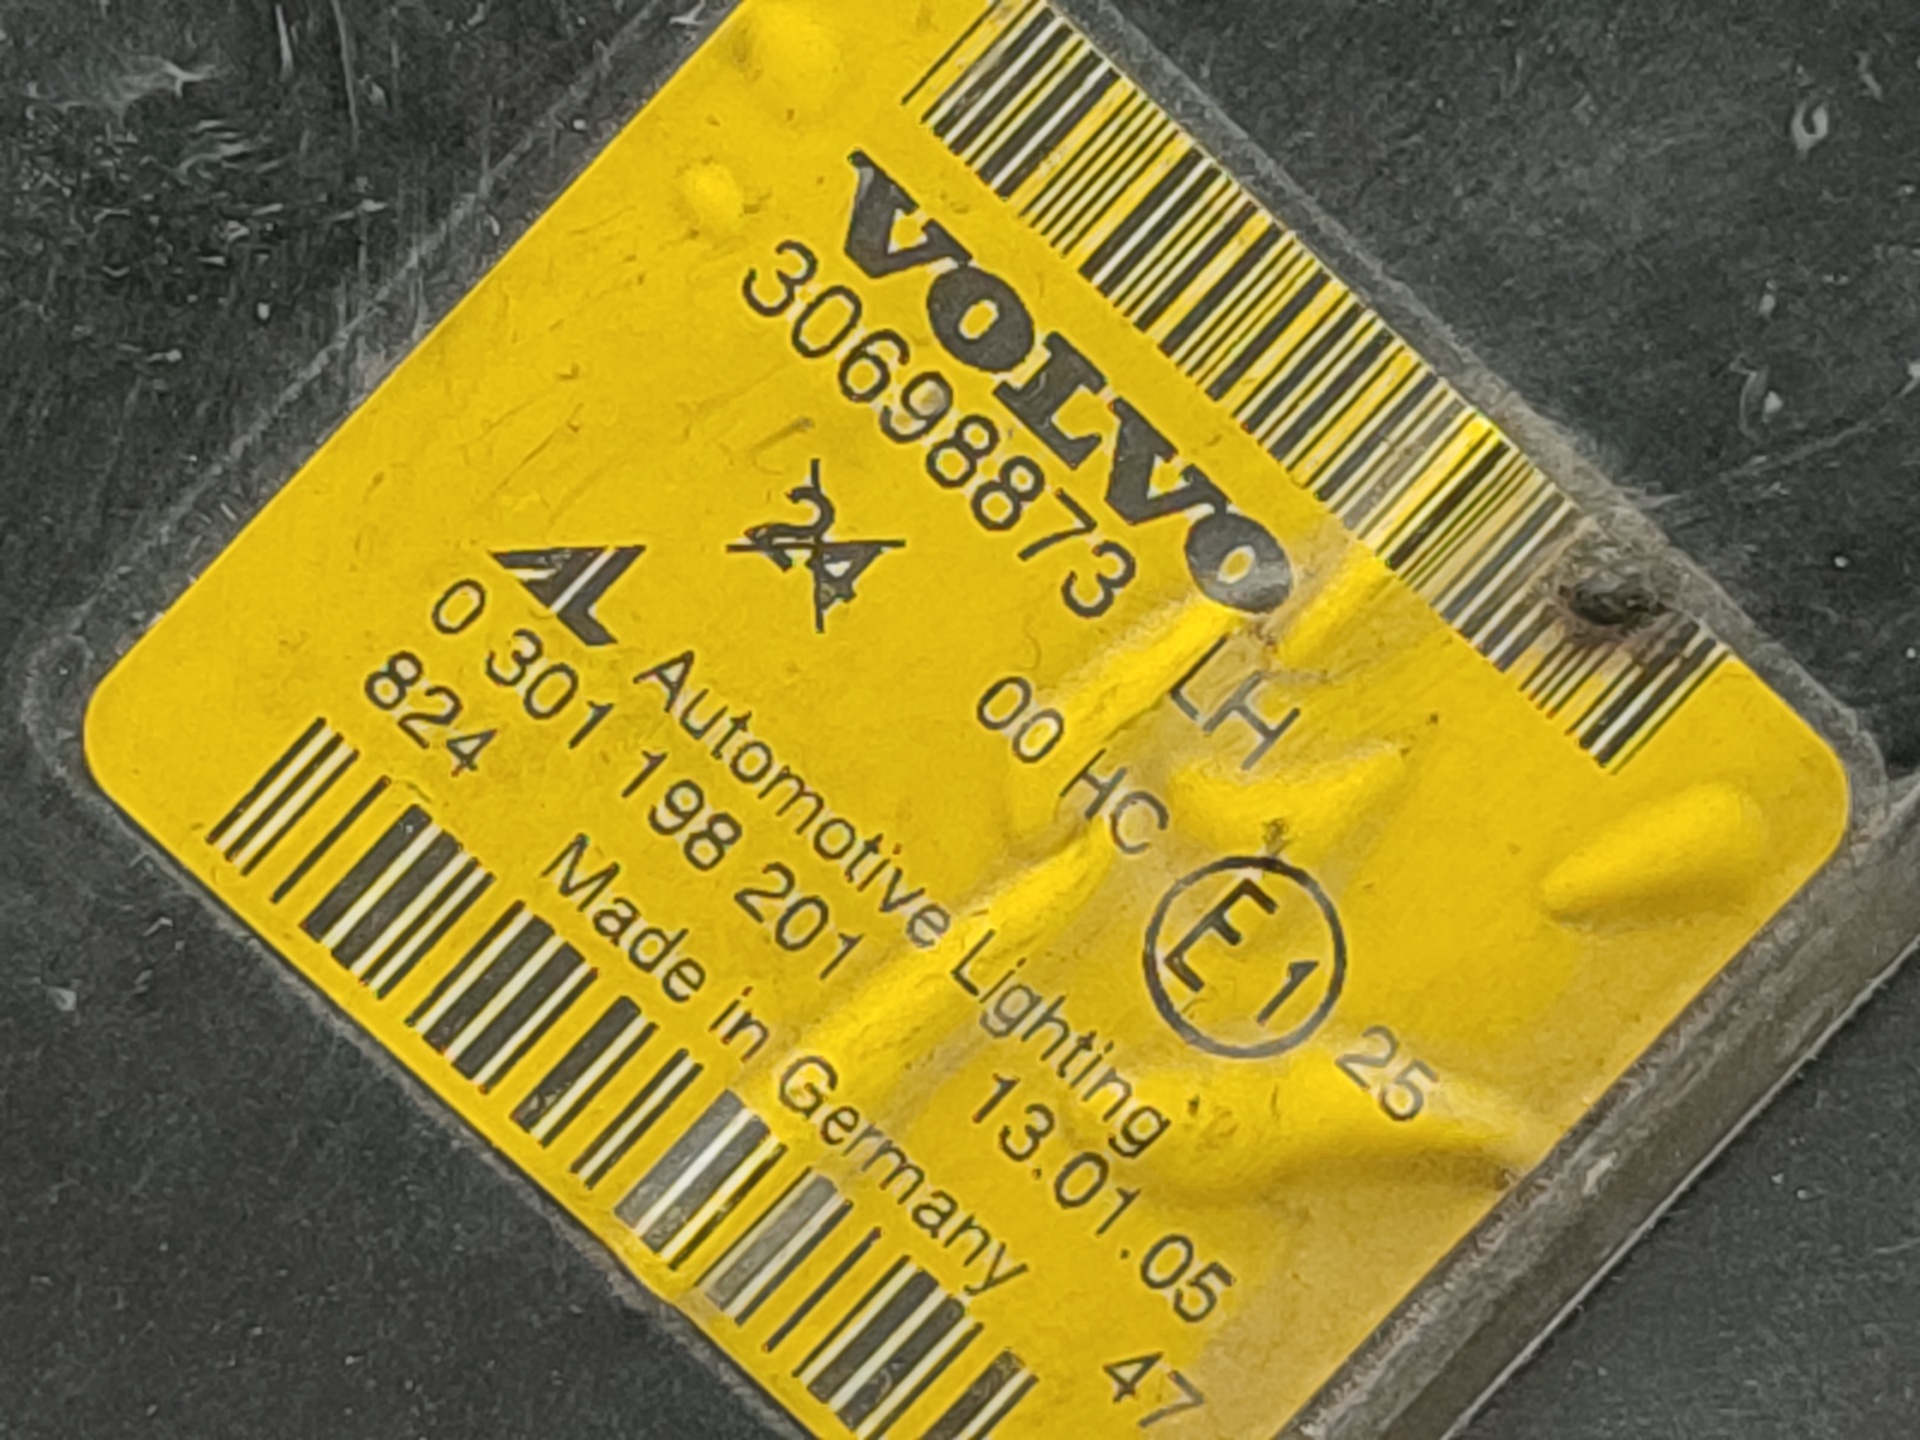 VOLVO
30698873
LH
24
00 HC
E1
25
AL Automotive Lighting
0 301 198 201
13.01.05
824
Made in Germany
47